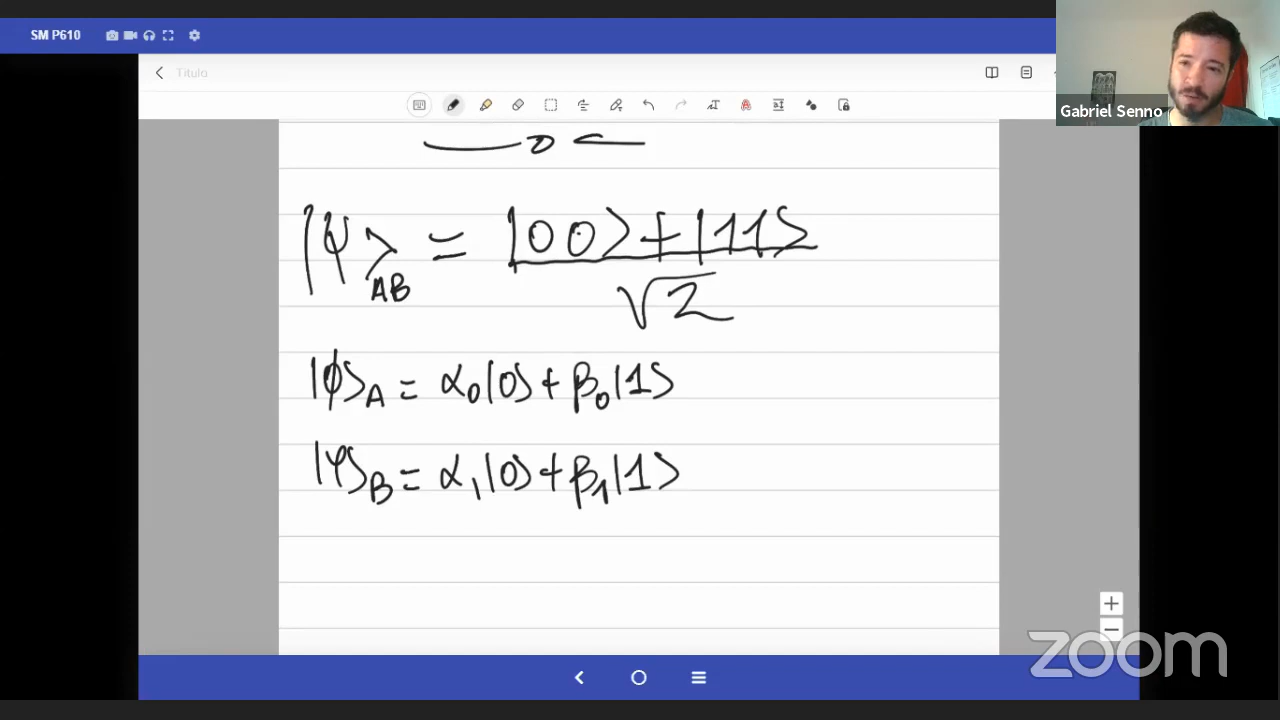 SM P610
Título
Gabriel Senno
|ψ⟩_AB = |00⟩ + |11⟩
√2
|ϕ⟩_A = α₀|0⟩ + β₀|1⟩
|φ⟩_B = α₁|0⟩ + β₁|1⟩
zoom